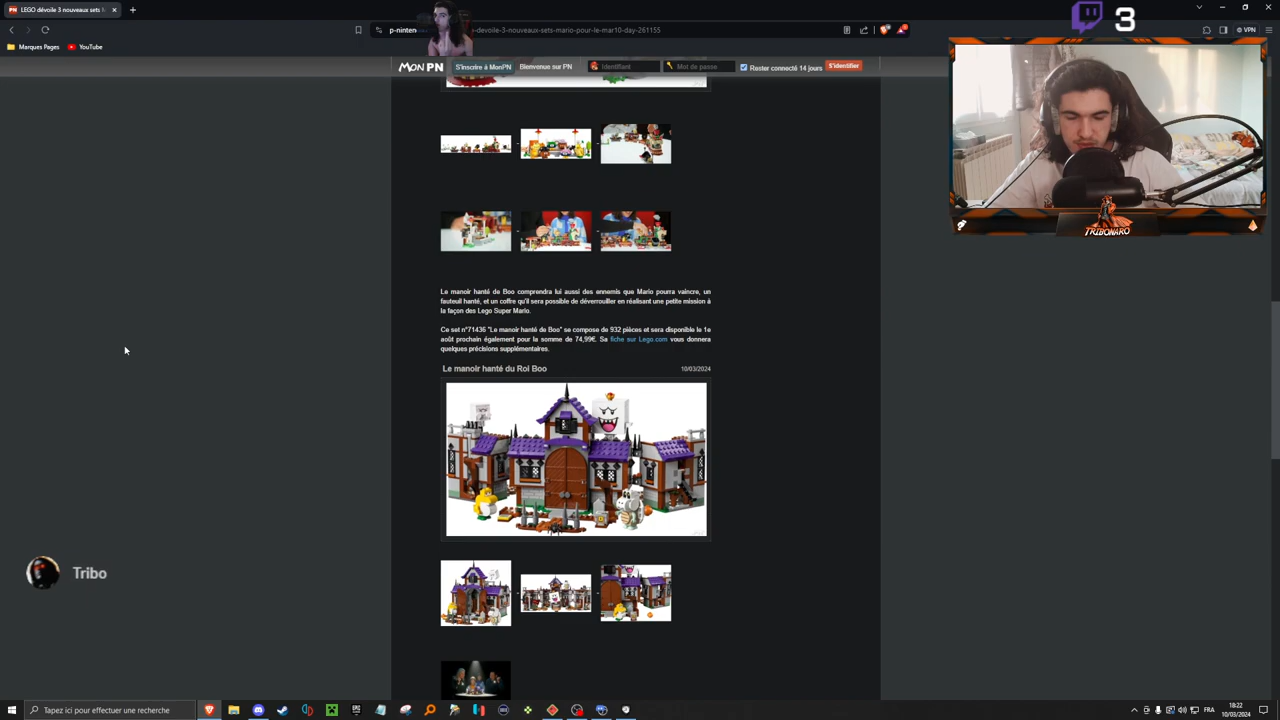 LEGO dévoile 3 nouveaux sets M
3
p-ninten
-devoile-3-nouveaux-sets-mario-pour-le-mar10-day-261155
VPN
Marques Pages
YouTube
MON PN
S'inscrire à MonPN
Bienvenue sur PN
Identifiant
Mot de passe
Rester connecté 14 jours
S'identifier
TRIBONARO
Le manoir hanté de Boo comprendra lui aussi des ennemis que Mario pourra vaincre, un
fauteuil hanté, et un coffre qu'il sera possible de déverrouiller en réalisant une petite mission à
la façon des Lego Super Mario.
Ce set n°71436 "Le manoir hanté de Boo" se compose de 932 pièces et sera disponible le 1e
août prochain également pour la somme de 74,99€. Sa fiche sur Lego.com vous donnera
quelques précisions supplémentaires.
Le manoir hanté du Roi Boo
10/03/2024
Tribo
Tapez ici pour effectuer une recherche
FRA
18:22
10/03/2024